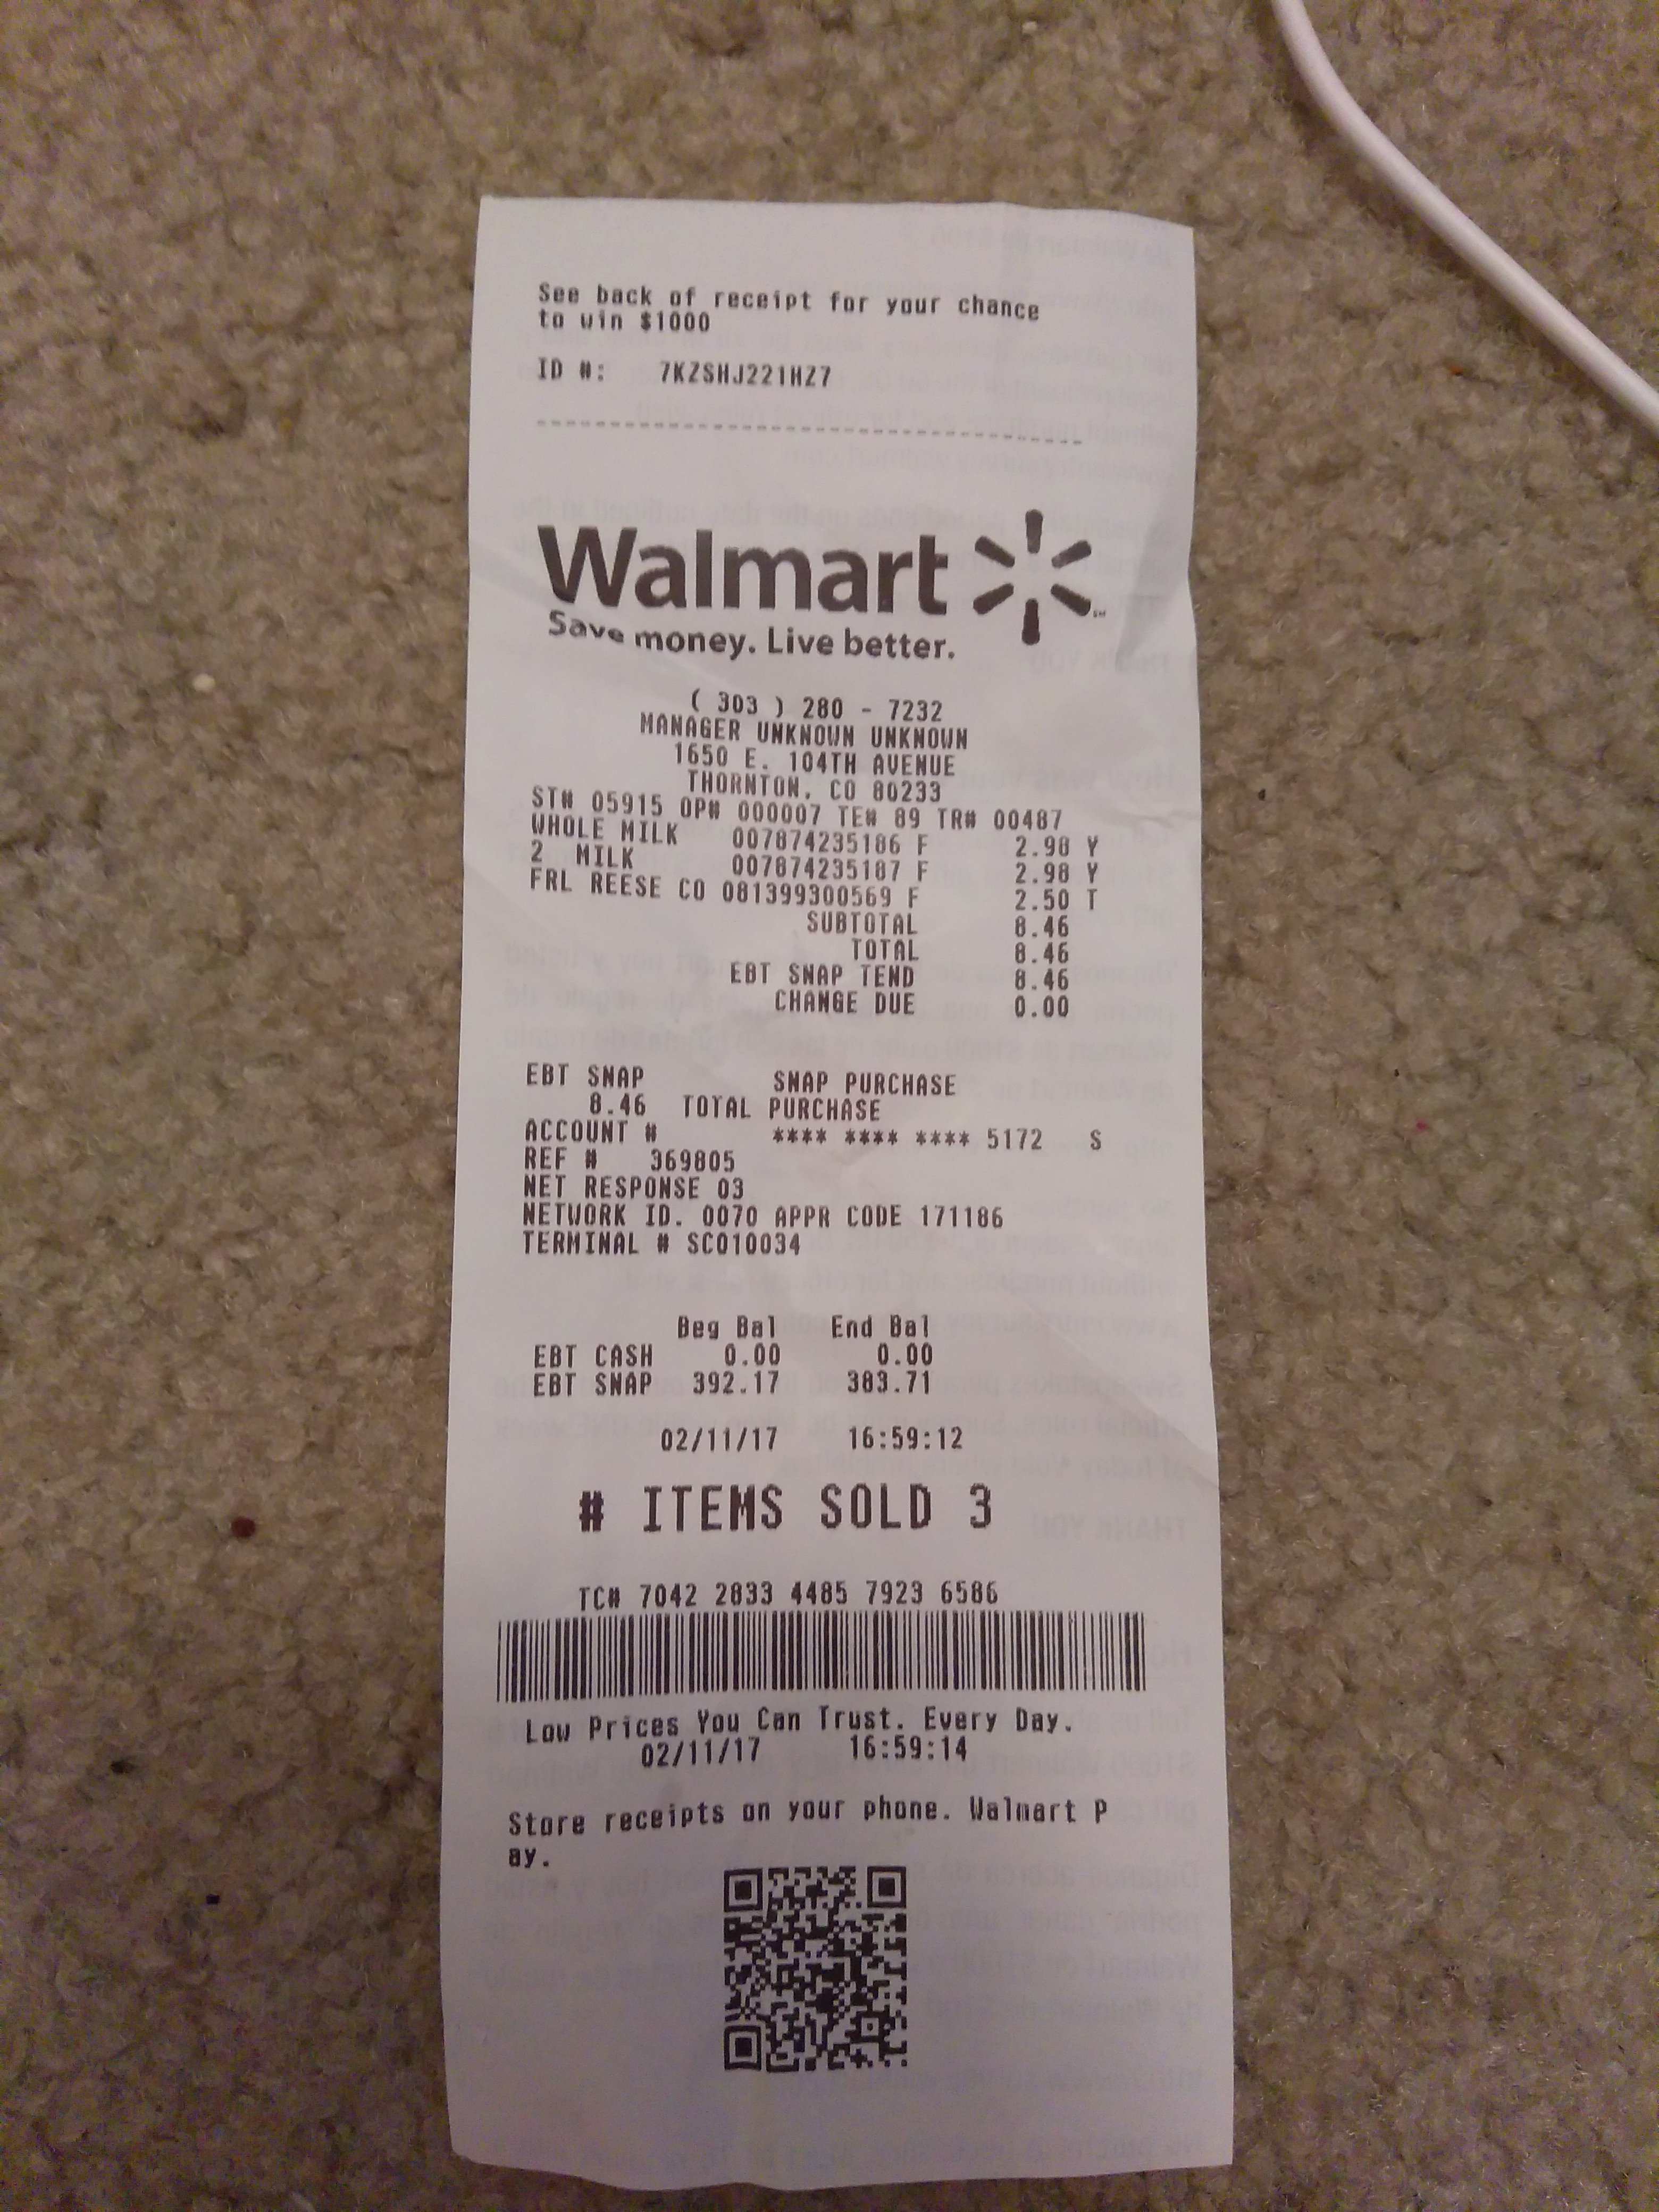 See back of receipt for your chance
to win $1000
ID #: 7KZSHJ221HZ7
------------------------------------
Walmart
Save money. Live better.
( 303 ) 280 - 7232
MANAGER UNKNOWN UNKNOWN
1650 E. 104TH AVENUE
THORNTON, CO 80233
ST# 05915 OP# 000007 TE# 89 TR# 00487
WHOLE MILK 007874235186 F 2.98 Y
2 MILK 007874235187 F 2.98 Y
FRL REESE CO 081399300569 F 2.50 T
SUBTOTAL 8.46
TOTAL 8.46
EBT SNAP TEND 8.46
CHANGE DUE 0.00
EBT SNAP SNAP PURCHASE
8.46 TOTAL PURCHASE
ACCOUNT # **** **** **** 5172 S
REF # 369805
NET RESPONSE 03
NETWORK ID. 0070 APPR CODE 171186
TERMINAL # SC010034
Beg Bal End Bal
EBT CASH 0.00 0.00
EBT SNAP 392.17 383.71
02/11/17 16:59:12
# ITEMS SOLD 3
TC# 7042 2833 4485 7923 6586
Low Prices You Can Trust. Every Day.
02/11/17 16:59:14
Store receipts on your phone. Walmart P
ay.